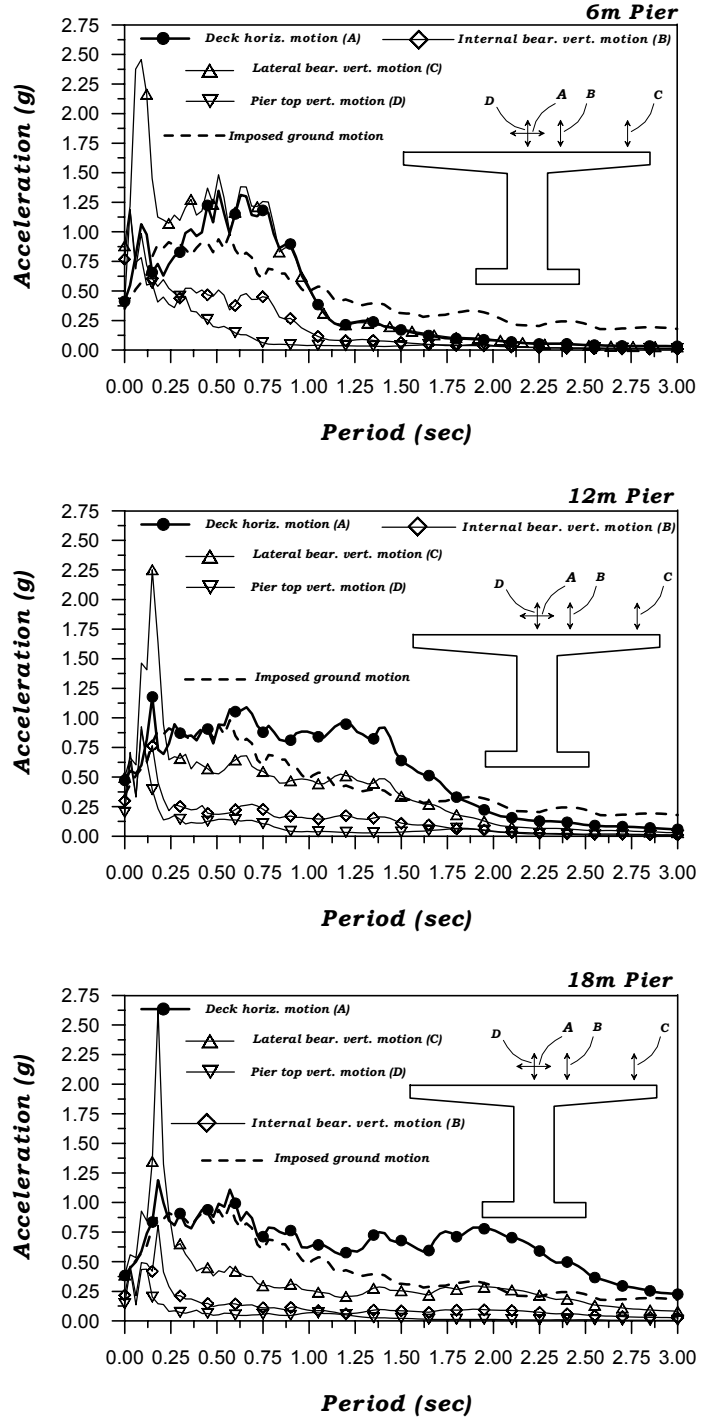 6m Pier
2.75
Deck horiz. motion (A)
Internal bear. vert. motion (B)
2.50
Lateral bear. vert. motion (C)
2.25
Pier top vert. motion (D)
D
A
B
C
2.00
Imposed ground motion
1.75
1.50
1.25
1.00
0.75
0.50
0.25
0.00
Acceleration (g)
0.00 0.25 0.50 0.75 1.00 1.25 1.50 1.75 2.00 2.25 2.50 2.75 3.00
Period (sec)
12m Pier
2.75
Deck horiz. motion (A)
Internal bear. vert. motion (B)
2.50
Lateral bear. vert. motion (C)
2.25
Pier top vert. motion (D)
D
A
B
C
2.00
1.75
1.50
Imposed ground motion
1.25
1.00
0.75
0.50
0.25
0.00
Acceleration (g)
0.00 0.25 0.50 0.75 1.00 1.25 1.50 1.75 2.00 2.25 2.50 2.75 3.00
Period (sec)
18m Pier
2.75
Deck horiz. motion (A)
2.50
Lateral bear. vert. motion (C)
D
A
B
C
2.25
Pier top vert. motion (D)
2.00
1.75
Internal bear. vert. motion (B)
1.50
Imposed ground motion
1.25
1.00
0.75
0.50
0.25
0.00
Acceleration (g)
0.00 0.25 0.50 0.75 1.00 1.25 1.50 1.75 2.00 2.25 2.50 2.75 3.00
Period (sec)